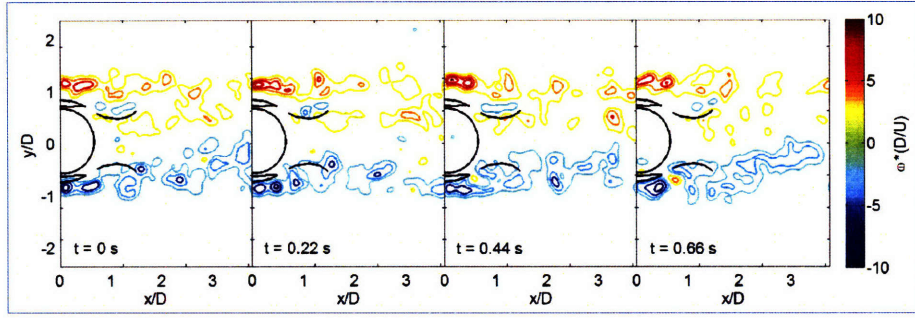 2
1
0
-1
-2
y/D
t = 0 s
t = 0.22 s
t = 0.44 s
t = 0.66 s
0 1 2 3
0 1 2 3
0 1 2 3
0 1 2 3
x/D
x/D
x/D
x/D
10
5
0
-5
-10
ω*(D/U)